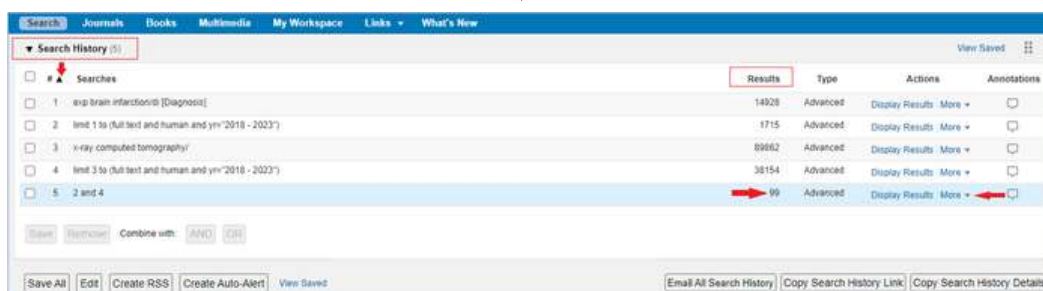 Search Journals Books Multimedia My Workspace Links What's New
Search History (5) View Saved
# Searches Results Type Actions Annotations
1 exp brain infarction/di [Diagnosis] 14928 Advanced Display Results More
2 limit 1 to (full text and human and yr="2018 - 2023") 1715 Advanced Display Results More
3 x-ray computed tomography/ 89862 Advanced Display Results More
4 limit 3 to (full text and human and yr="2018 - 2023") 38154 Advanced Display Results More
5 2 and 4 99 Advanced Display Results More
Save Remove Combine with: AND OR
Save All Edit Create RSS Create Auto-Alert View Saved Email All Search History Copy Search History Link Copy Search History Details